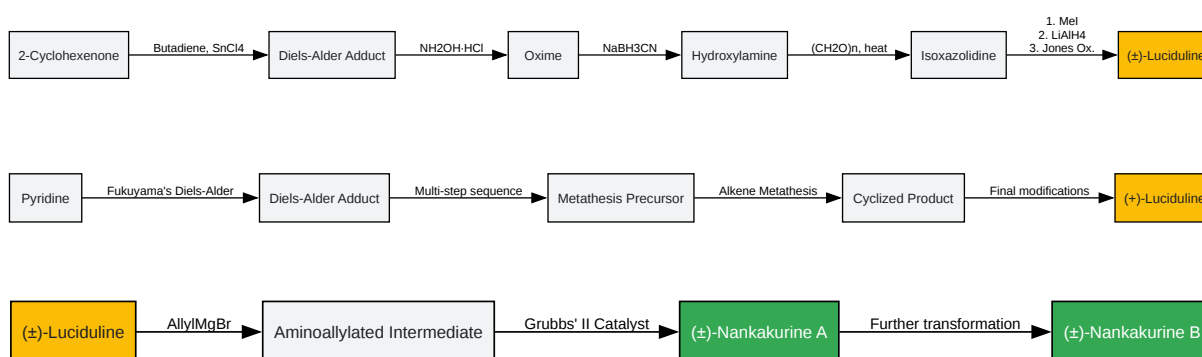 1. MeI
2. LiAlH4
3. Jones Ox.
2-Cyclohexenone
Butadiene, SnCl4
Diels-Alder Adduct
NH2OH·HCl
Oxime
NaBH3CN
Hydroxylamine
(CH2O)n, heat
Isoxazolidine
(±)-Luciduline
Pyridine
Fukuyama's Diels-Alder
Diels-Alder Adduct
Multi-step sequence
Metathesis Precursor
Alkene Metathesis
Cyclized Product
Final modifications
(+)-Luciduline
(±)-Luciduline
AllylMgBr
Aminoallylated Intermediate
Grubbs' II Catalyst
(±)-Nankakurine A
Further transformation
(±)-Nankakurine B